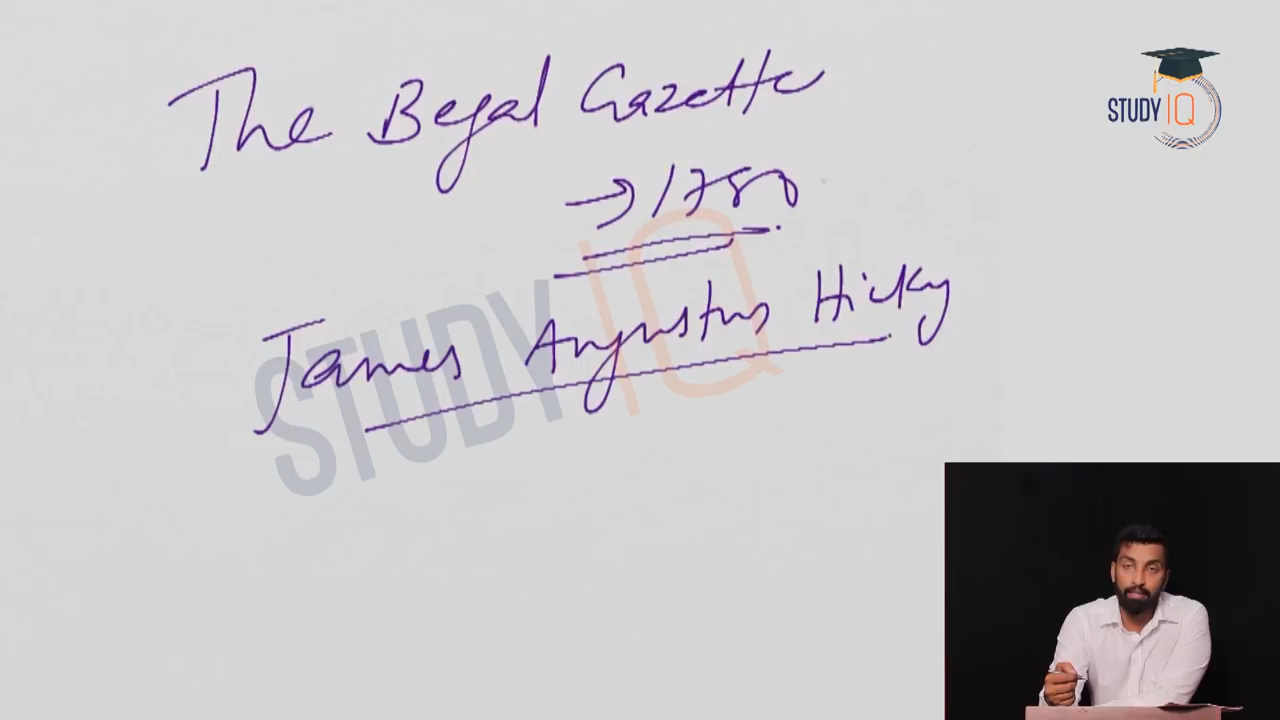 The Begal Gazette
→ 1780
James Augustus Hicky
STUDY IQ
STUDY IQ